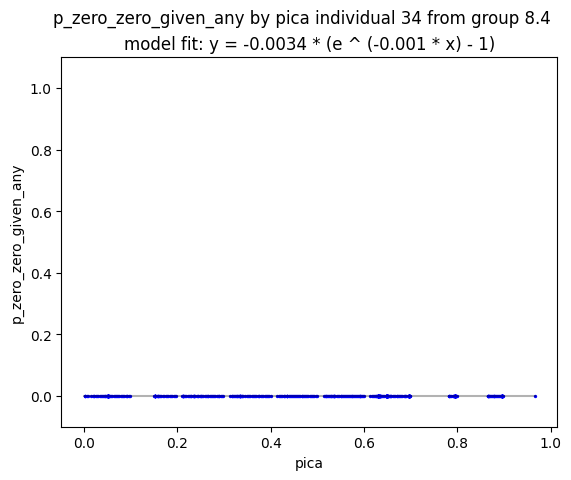 p_zero_zero_given_any by pica individual 34 from group 8.4
model fit: y = -0.0034 * (e ^ (-0.001 * x) - 1)
1.0
0.8
0.6
0.4
0.2
0.0
p_zero_zero_given_any
0.0 0.2 0.4 0.6 0.8 1.0
pica